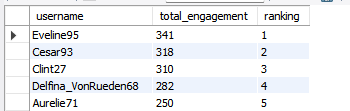 username total_engagement ranking
Eveline95 341 1
Cesar93 318 2
Clint27 310 3
Delfina_VonRueden68 282 4
Aurelie71 250 5